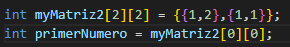 int myMatriz2[2][2] = {{1,2},{1,1}};
int primerNumero = myMatriz2[0][0];